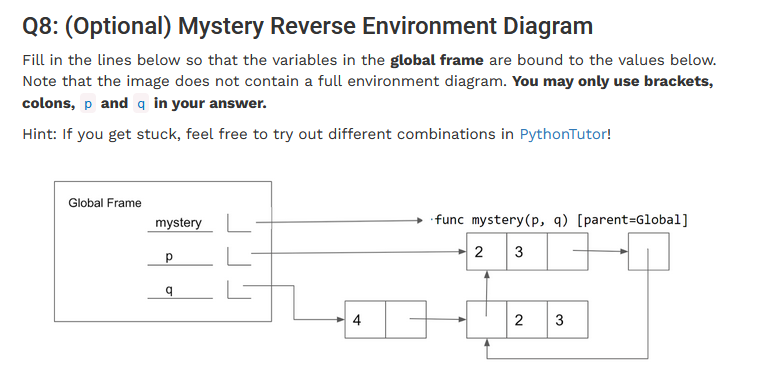 Q8: (Optional) Mystery Reverse Environment Diagram
Fill in the lines below so that the variables in the global frame are bound to the values below.
Note that the image does not contain a full environment diagram. You may only use brackets,
colons, p and q in your answer.
Hint: If you get stuck, feel free to try out different combinations in PythonTutor!
Global Frame
mystery
func mystery(p, q) [parent=Global]
p
2 3
q
4
2 3